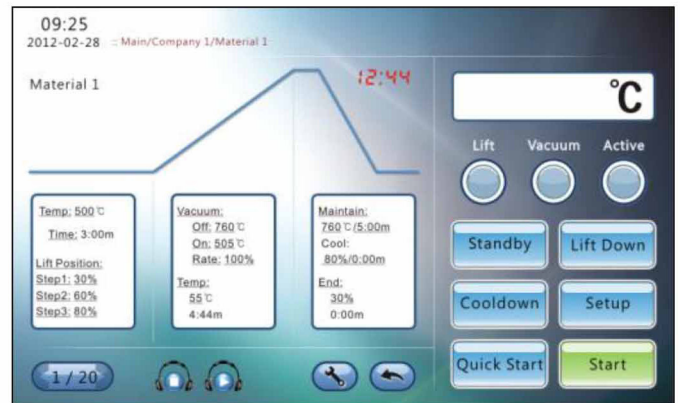 09:25
2012-02-28 :: Main/Company 1/Material 1
Material 1
12:44
℃
Lift Vacuum Active
Temp: 500℃
Time: 3:00m
Lift Position:
Step1: 30%
Step2: 60%
Step3: 80%
Vacuum:
Off: 760℃
On: 505℃
Rate: 100%
Temp:
55℃
4:44m
Maintain:
760℃/5:00m
Cool:
80%/0:00m
End:
30%
0:00m
Standby
Lift Down
Cooldown
Setup
Quick Start
Start
1 / 20